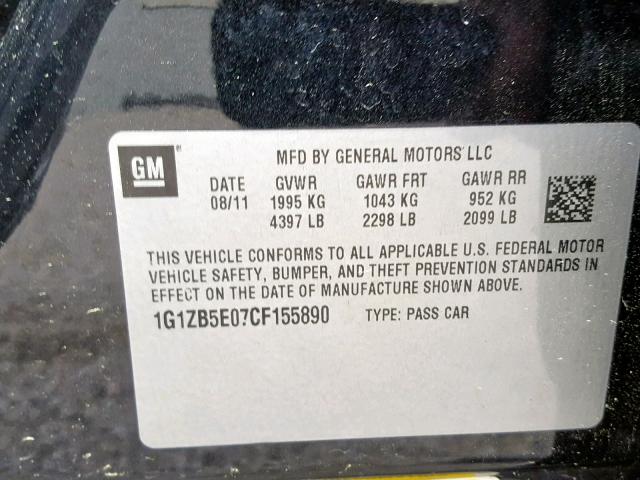 GM ® MFD BY GENERAL MOTORS LLC
DATE GVWR GAWR FRT GAWR RR
08/11 1995 KG 1043 KG 952 KG
4397 LB 2298 LB 2099 LB
THIS VEHICLE CONFORMS TO ALL APPLICABLE U.S. FEDERAL MOTOR
VEHICLE SAFETY, BUMPER, AND THEFT PREVENTION STANDARDS IN
EFFECT ON THE DATE OF MANUFACTURE SHOWN ABOVE.
1G1ZB5E07CF155890 TYPE: PASS CAR